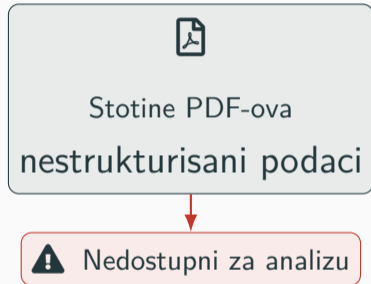 Stotine PDF-ova
nestrukturisani podaci
Nedostupni za analizu